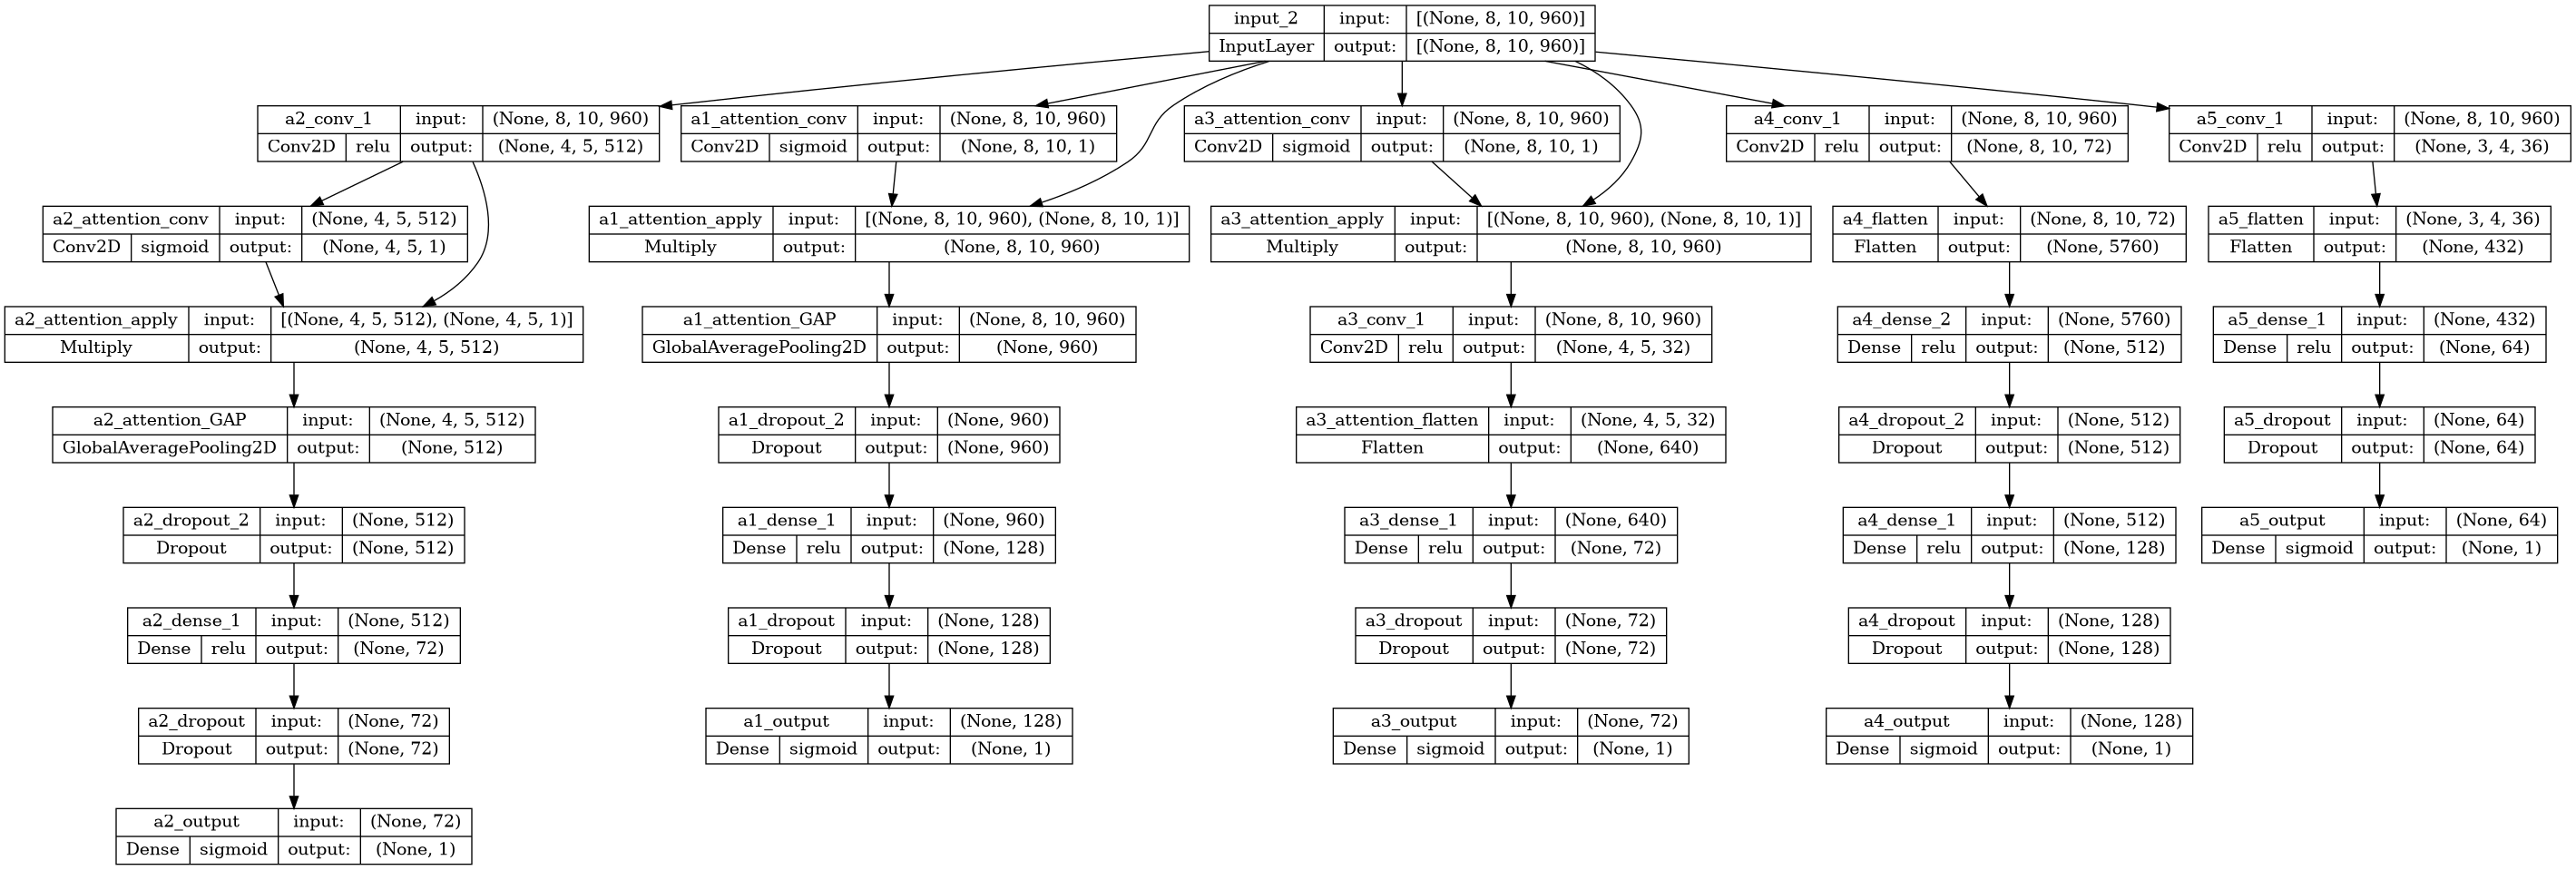 input_2 input: [(None, 8, 10, 960)]
InputLayer output: [(None, 8, 10, 960)]
a2_conv_1 input: (None, 8, 10, 960)
Conv2D relu output: (None, 4, 5, 512)
a1_attention_conv input: (None, 8, 10, 960)
Conv2D sigmoid output: (None, 8, 10, 1)
a3_attention_conv input: (None, 8, 10, 960)
Conv2D sigmoid output: (None, 8, 10, 1)
a4_conv_1 input: (None, 8, 10, 960)
Conv2D relu output: (None, 8, 10, 72)
a5_conv_1 input: (None, 8, 10, 960)
Conv2D relu output: (None, 3, 4, 36)
a2_attention_conv input: (None, 4, 5, 512)
Conv2D sigmoid output: (None, 4, 5, 1)
a1_attention_apply input: [(None, 8, 10, 960), (None, 8, 10, 1)]
Multiply output: (None, 8, 10, 960)
a3_attention_apply input: [(None, 8, 10, 960), (None, 8, 10, 1)]
Multiply output: (None, 8, 10, 960)
a4_flatten input: (None, 8, 10, 72)
Flatten output: (None, 5760)
a5_flatten input: (None, 3, 4, 36)
Flatten output: (None, 432)
a2_attention_apply input: [(None, 4, 5, 512), (None, 4, 5, 1)]
Multiply output: (None, 4, 5, 512)
a1_attention_GAP input: (None, 8, 10, 960)
GlobalAveragePooling2D output: (None, 960)
a3_conv_1 input: (None, 8, 10, 960)
Conv2D relu output: (None, 4, 5, 32)
a4_dense_2 input: (None, 5760)
Dense relu output: (None, 512)
a5_dense_1 input: (None, 432)
Dense relu output: (None, 64)
a2_attention_GAP input: (None, 4, 5, 512)
GlobalAveragePooling2D output: (None, 512)
a1_dropout_2 input: (None, 960)
Dropout output: (None, 960)
a3_attention_flatten input: (None, 4, 5, 32)
Flatten output: (None, 640)
a4_dropout_2 input: (None, 512)
Dropout output: (None, 512)
a5_dropout input: (None, 64)
Dropout output: (None, 64)
a2_dropout_2 input: (None, 512)
Dropout output: (None, 512)
a1_dense_1 input: (None, 960)
Dense relu output: (None, 128)
a3_dense_1 input: (None, 640)
Dense relu output: (None, 72)
a4_dense_1 input: (None, 512)
Dense relu output: (None, 128)
a5_output input: (None, 64)
Dense sigmoid output: (None, 1)
a2_dense_1 input: (None, 512)
Dense relu output: (None, 72)
a1_dropout input: (None, 128)
Dropout output: (None, 128)
a3_dropout input: (None, 72)
Dropout output: (None, 72)
a4_dropout input: (None, 128)
Dropout output: (None, 128)
a2_dropout input: (None, 72)
Dropout output: (None, 72)
a1_output input: (None, 128)
Dense sigmoid output: (None, 1)
a3_output input: (None, 72)
Dense sigmoid output: (None, 1)
a4_output input: (None, 128)
Dense sigmoid output: (None, 1)
a2_output input: (None, 72)
Dense sigmoid output: (None, 1)